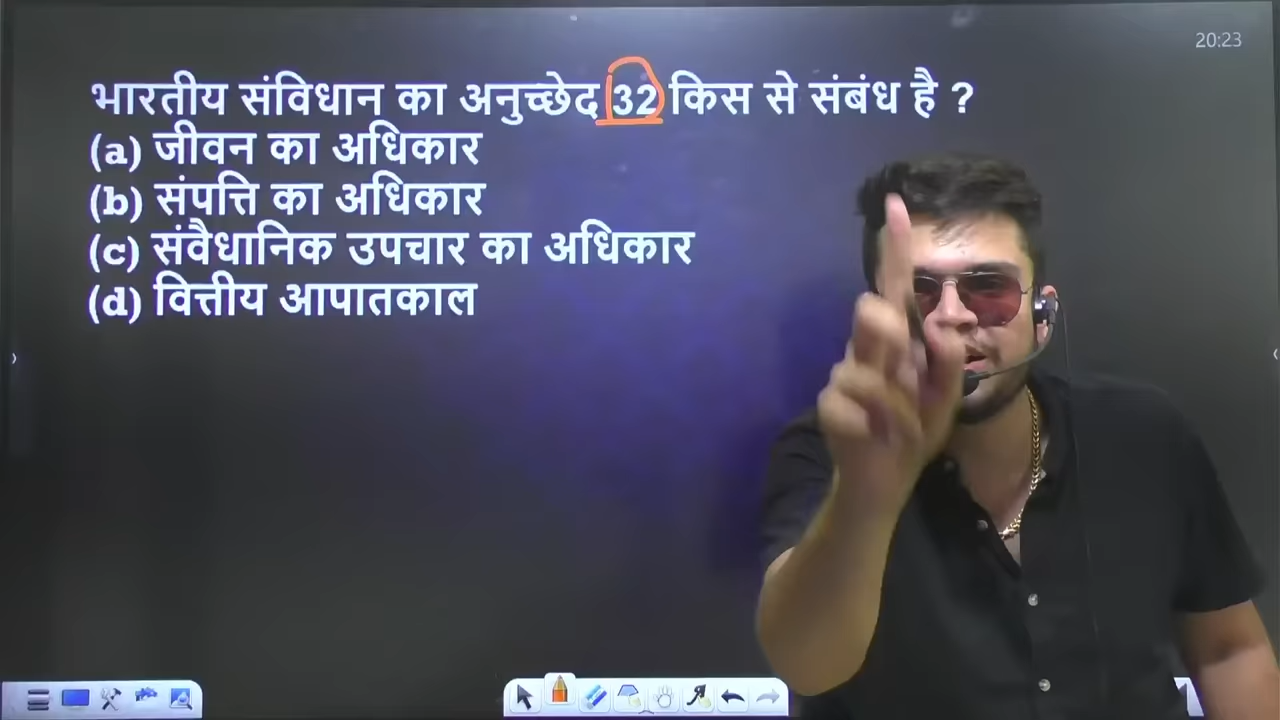 20:23
भारतीय संविधान का अनुच्छेद 32 किस से संबंध है ?
(a) जीवन का अधिकार
(b) संपत्ति का अधिकार
(c) संवैधानिक उपचार का अधिकार
(d) वित्तीय आपातकाल